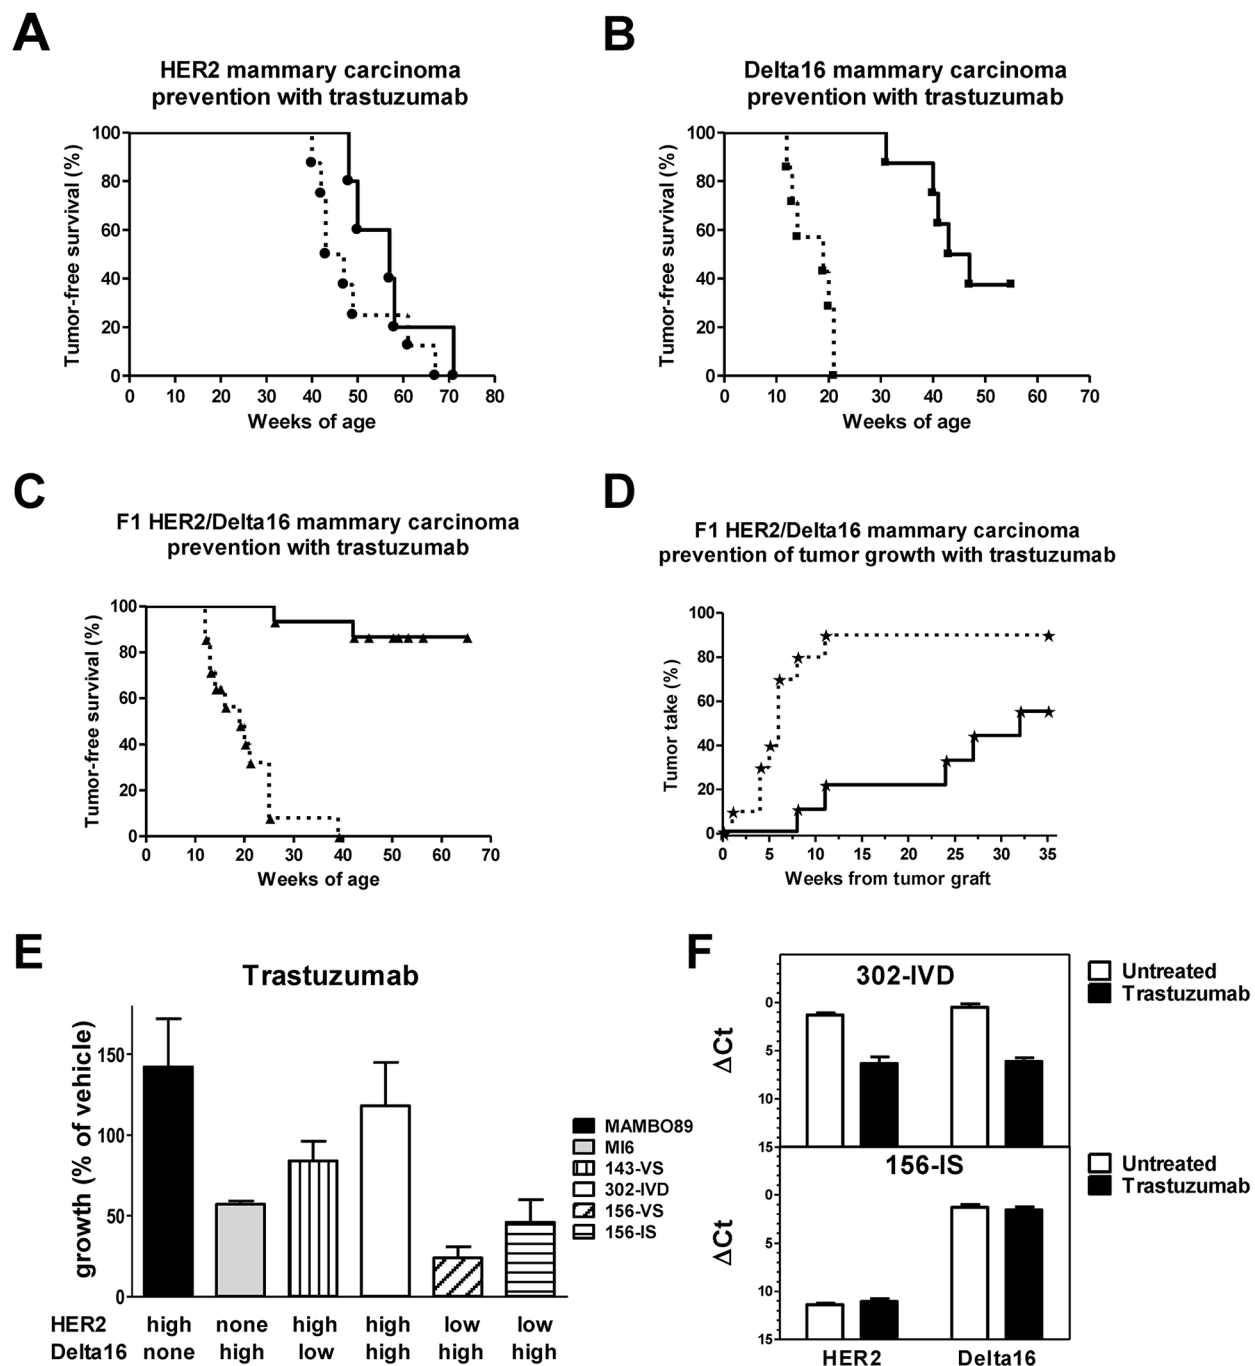 A
HER2 mammary carcinoma
prevention with trastuzumab
Tumor-free survival (%)
100
80
60
40
20
0
0 10 20 30 40 50 60 70 80
Weeks of age
B
Delta16 mammary carcinoma
prevention with trastuzumab
Tumor-free survival (%)
100
80
60
40
20
0
0 10 20 30 40 50 60 70
Weeks of age
C
F1 HER2/Delta16 mammary carcinoma
prevention with trastuzumab
Tumor-free survival (%)
100
80
60
40
20
0
0 10 20 30 40 50 60 70
Weeks of age
D
F1 HER2/Delta16 mammary carcinoma
prevention of tumor growth with trastuzumab
Tumor take (%)
100
80
60
40
20
0
0 5 10 15 20 25 30 35
Weeks from tumor graft
E
Trastuzumab
growth (% of vehicle)
150
100
50
0
HER2 high none high high low low
Delta16 none high low high high high
MAMBO89
MI6
143-VS
302-IVD
156-VS
156-IS
F
302-IVD
ΔCt
0
5
10
15
Untreated
Trastuzumab
156-IS
ΔCt
0
5
10
15
Untreated
Trastuzumab
HER2 Delta16